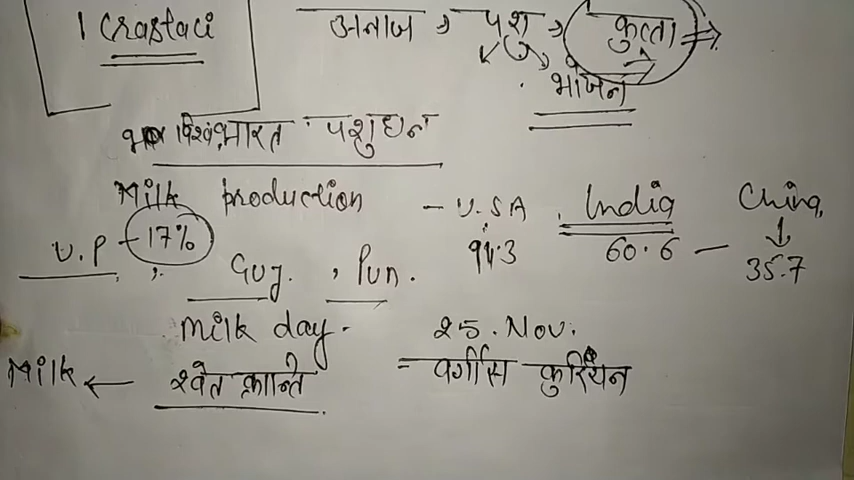 1 Crastaci
अनाज, पशु, कुत्ता
भोजन
विश्व, भारत पशुधन
Milk production - U.S.A, India China,
U.P - 17% 91.3 60.6 - 35.7
Guj. , Pun.
Milk day. 25. Nov.
Milk ← श्वेत क्रान्ति = वर्गीस कुरियन